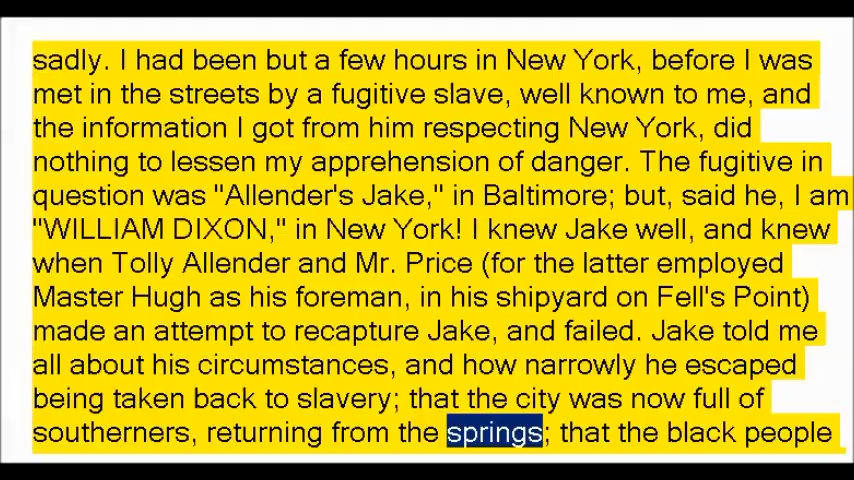 sadly. I had been but a few hours in New York, before I was
met in the streets by a fugitive slave, well known to me, and
the information I got from him respecting New York, did
nothing to lessen my apprehension of danger. The fugitive in
question was "Allender's Jake," in Baltimore; but, said he, I am
"WILLIAM DIXON," in New York! I knew Jake well, and knew
when Tolly Allender and Mr. Price (for the latter employed
Master Hugh as his foreman, in his shipyard on Fell's Point)
made an attempt to recapture Jake, and failed. Jake told me
all about his circumstances, and how narrowly he escaped
being taken back to slavery; that the city was now full of
southerners, returning from the springs; that the black people